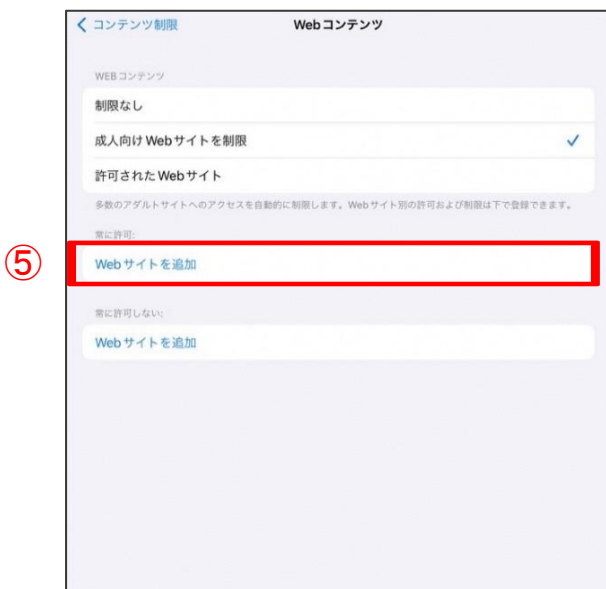 コンテンツ制限
Webコンテンツ
WEBコンテンツ
制限なし
成人向けWebサイトを制限
許可されたWebサイト
多数のアダルトサイトへのアクセスを自動的に制限します。Webサイト別の許可および制限は下で登録できます。
常に許可:
⑤
Webサイトを追加
常に許可しない:
Webサイトを追加